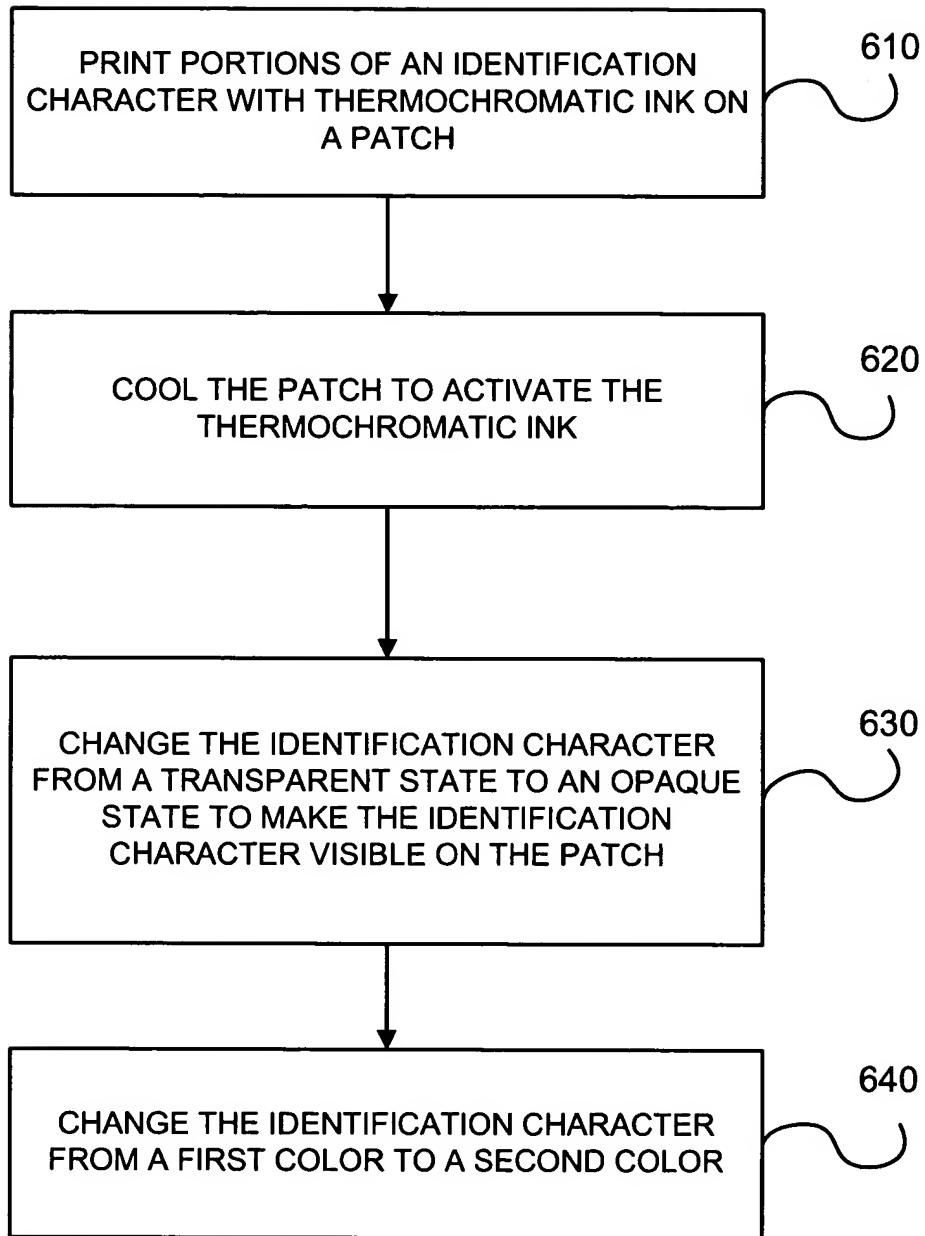 PRINT PORTIONS OF AN IDENTIFICATION
CHARACTER WITH THERMOCHROMATIC INK ON
A PATCH
610
COOL THE PATCH TO ACTIVATE THE
THERMOCHROMATIC INK
620
CHANGE THE IDENTIFICATION CHARACTER
FROM A TRANSPARENT STATE TO AN OPAQUE
STATE TO MAKE THE IDENTIFICATION
CHARACTER VISIBLE ON THE PATCH
630
CHANGE THE IDENTIFICATION CHARACTER
FROM A FIRST COLOR TO A SECOND COLOR
640